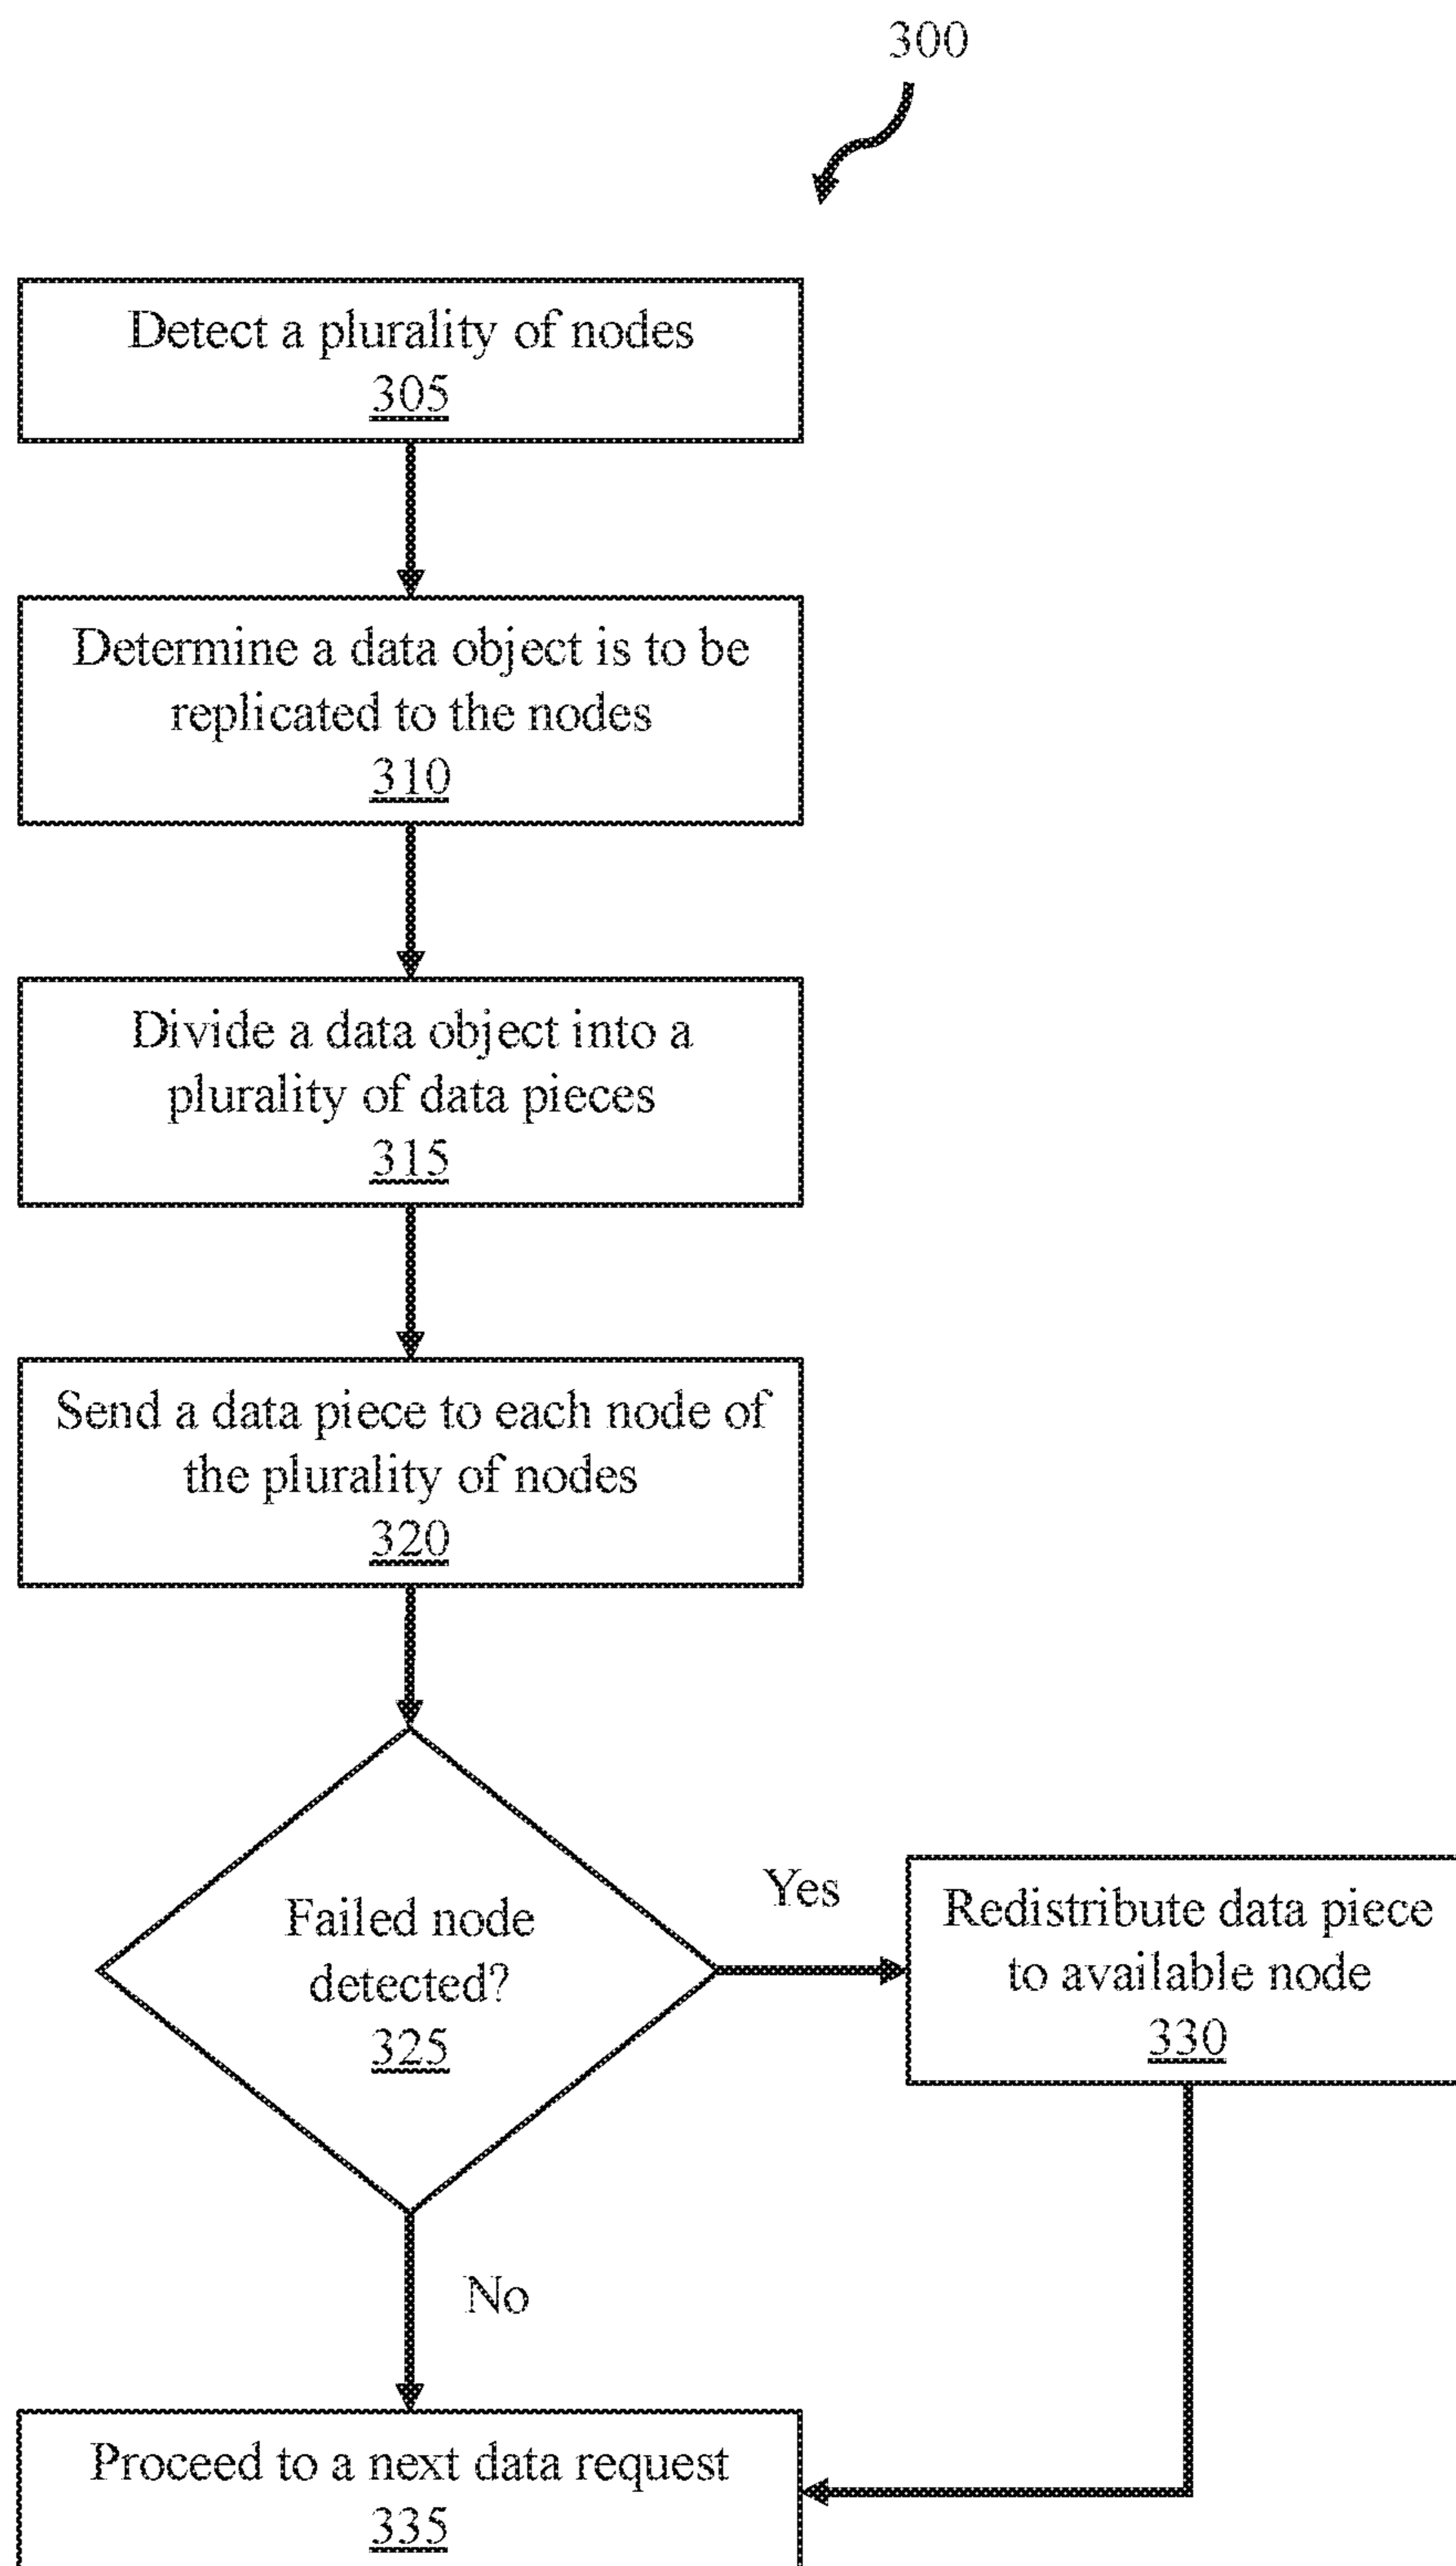 300
Detect a plurality of nodes
305
Determine a data object is to be
replicated to the nodes
310
Divide a data object into a
plurality of data pieces
315
Send a data piece to each node of
the plurality of nodes
320
Failed node
detected?
325
Yes
Redistribute data piece
to available node
330
No
Proceed to a next data request
335